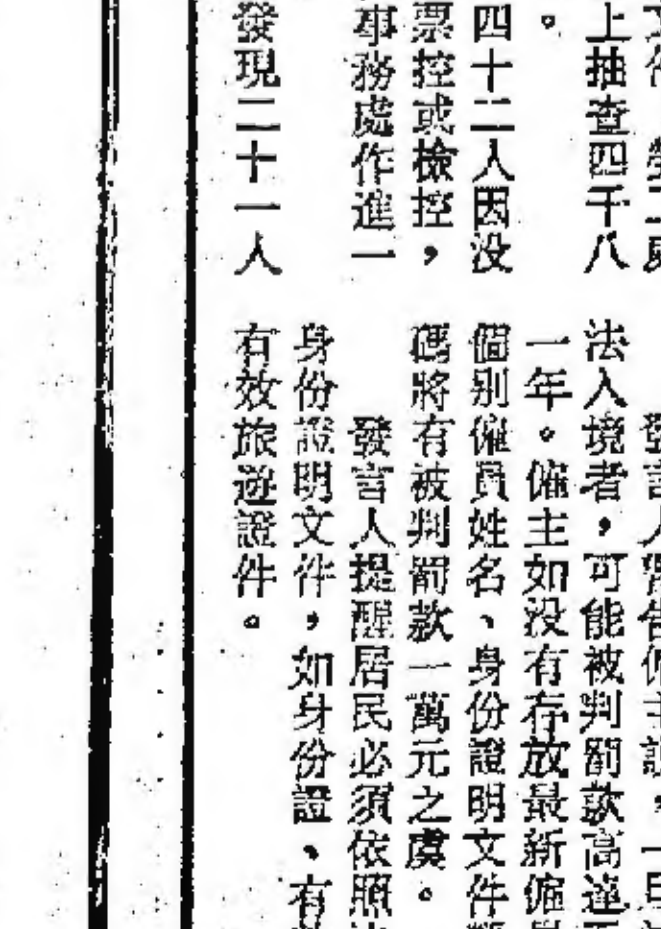 上抽查四千八
。
四十二人因没
票控或檢控，
事務處作進一
發現二十一人
發言人警告僱主說，一旦
法入境者，可能被判罰款高達
一年。僱主如没有存放最新僱
個別僱員姓名、身份證明文件
碼將有被判罰款一萬元之虞。
發言人提醒居民必須依照
身份證明文件，如身份證、有
有效旅遊證件。